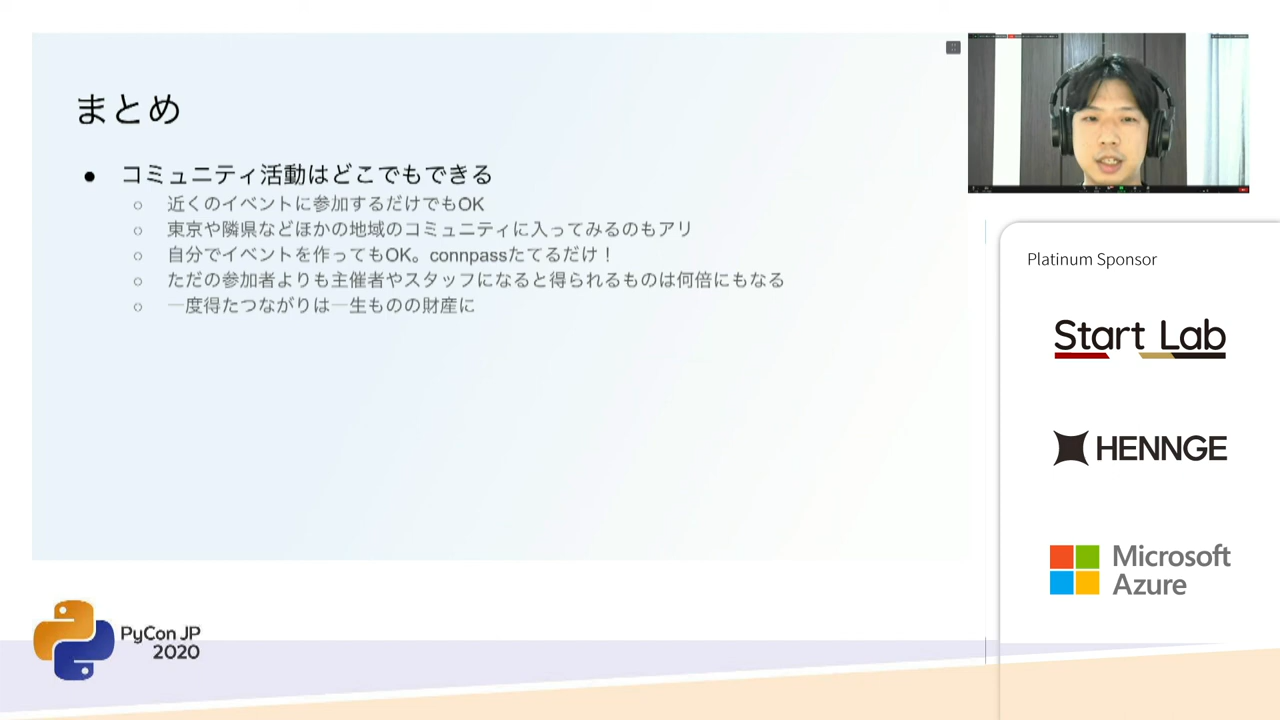 まとめ
● コミュニティ活動はどこでもできる
○ 近くのイベントに参加するだけでもOK
○ 東京や隣県などほかの地域のコミュニティに入ってみるのもアリ
○ 自分でイベントを作ってもOK。connpassたてるだけ！
○ ただの参加者よりも主催者やスタッフになると得られるものは何倍にもなる
○ 一度得たつながりは一生ものの財産に
Platinum Sponsor
Start Lab
HENNGE
Microsoft
Azure
PyCon JP
2020